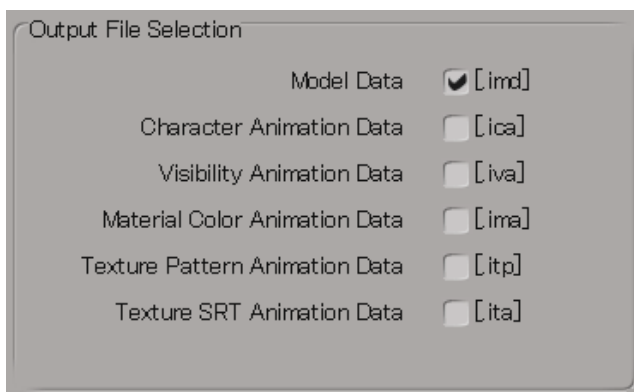 Output File Selection
Model Data [.imd]
Character Animation Data [.ica]
Visibility Animation Data [.iva]
Material Color Animation Data [.ima]
Texture Pattern Animation Data [.itp]
Texture SRT Animation Data [.ita]